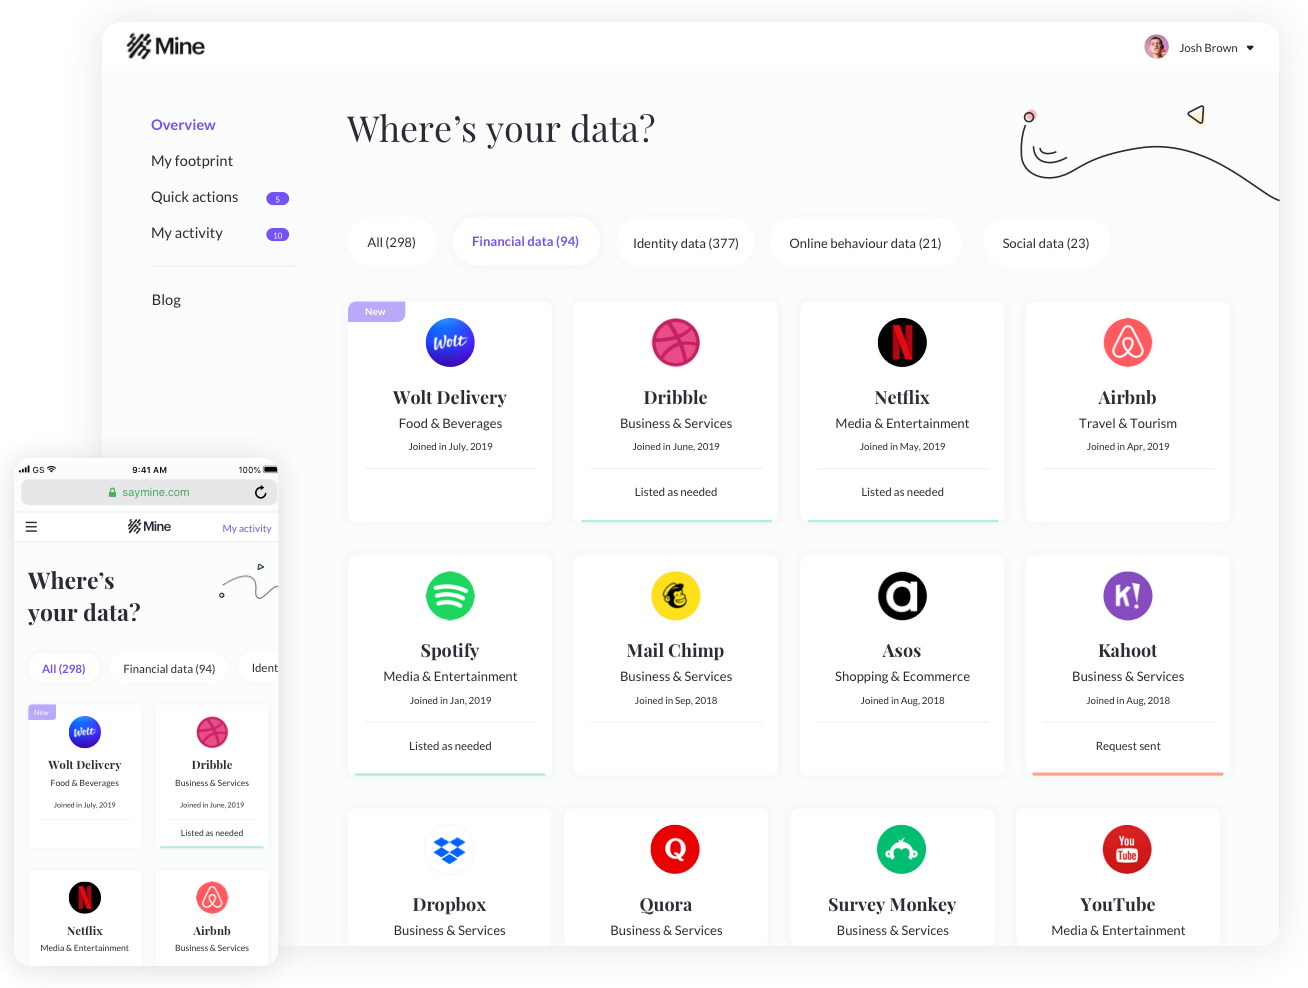 Mine
Josh Brown
Overview
My footprint
Quick actions 5
My activity 10
Blog
Where's your data?
All (298) Financial data (94) Identity data (377) Online behaviour data (21) Social data (23)
New
Wolt
Wolt Delivery
Food & Beverages
Joined in July, 2019
Dribble
Business & Services
Joined in June, 2019
Listed as needed
N
Netflix
Media & Entertainment
Joined in May, 2019
Listed as needed
Airbnb
Travel & Tourism
Joined in Apr, 2019
Spotify
Media & Entertainment
Joined in Jan, 2019
Listed as needed
Mail Chimp
Business & Services
Joined in Sep, 2018
a
Asos
Shopping & Ecommerce
Joined in Aug, 2018
K!
Kahoot
Business & Services
Joined in Aug, 2018
Request sent
Dropbox
Business & Services
Q
Quora
Business & Services
Survey Monkey
Business & Services
You
Tube
YouTube
Media & Entertainment
GS 9:41 AM 100%
saymine.com
Mine My activity
Where's
your data?
All (298) Financial data (94) Ident
New
Wolt
Wolt Delivery
Food & Beverages
Joined in July, 2019
Dribble
Business & Services
Joined in June, 2019
Listed as needed
N
Netflix
Media & Entertainment
Airbnb
Business & Services